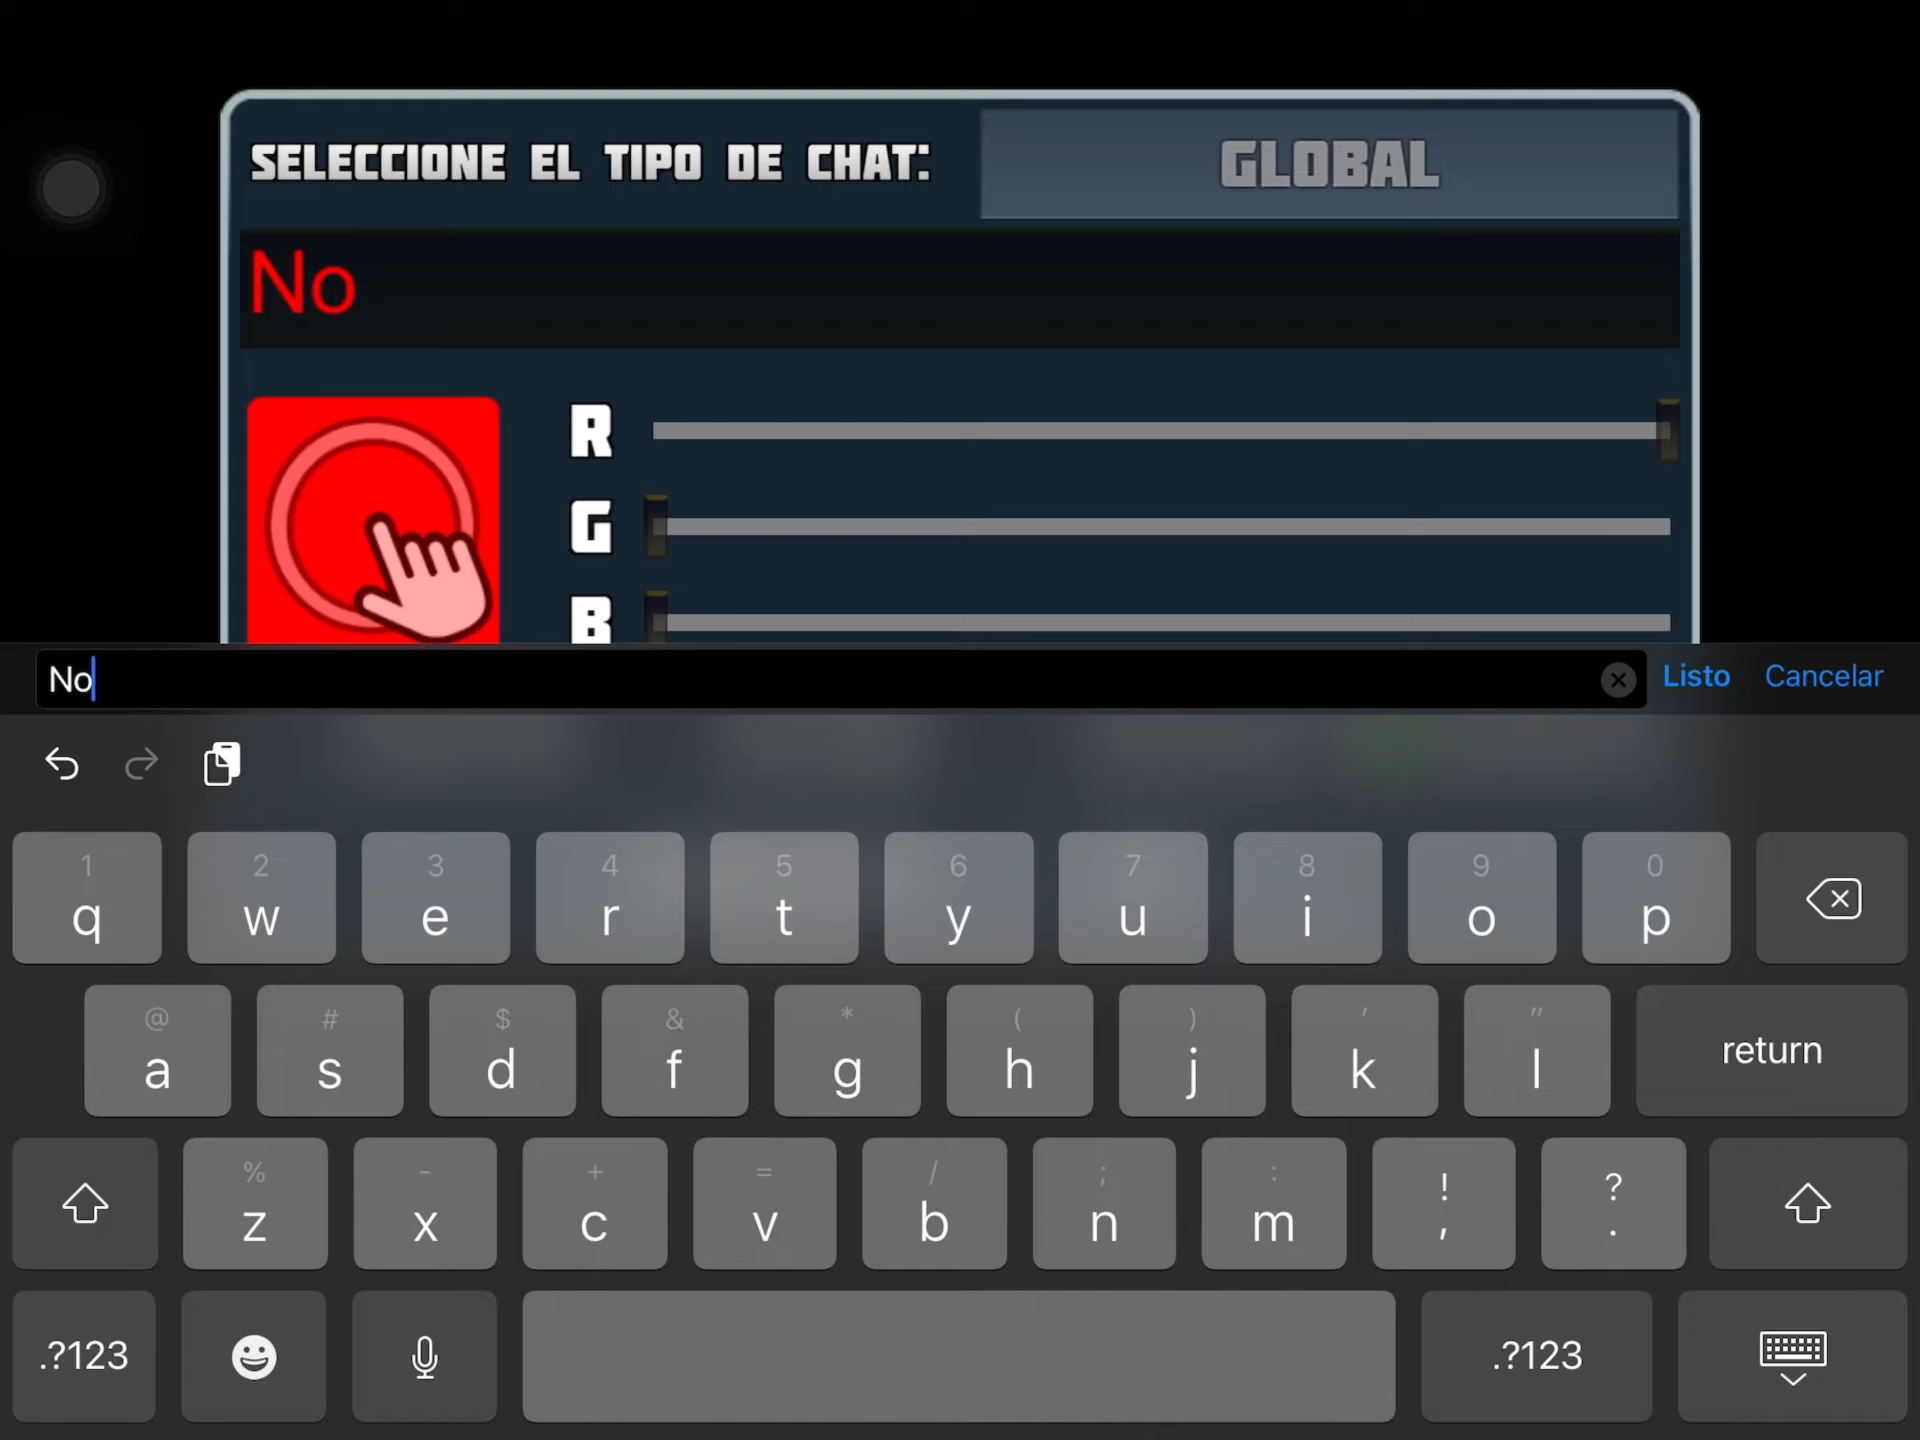 SELECCIONE EL TIPO DE CHAT:
GLOBAL
No
R
G
B
No
Listo
Cancelar
1 2 3 4 5 6 7 8 9 0
q w e r t y u i o p
@ # $ & * ( ) ' "
a s d f g h j k l return
% - + = / ; : ! ?
z x c v b n m , .
.?123 .?123